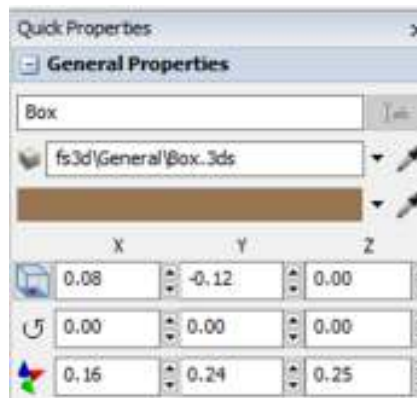 Quick Properties
General Properties
Box
fs3d\General\Box.3ds
X Y Z
0.08 -0.12 0.00
0.00 0.00 0.00
0.16 0.24 0.25